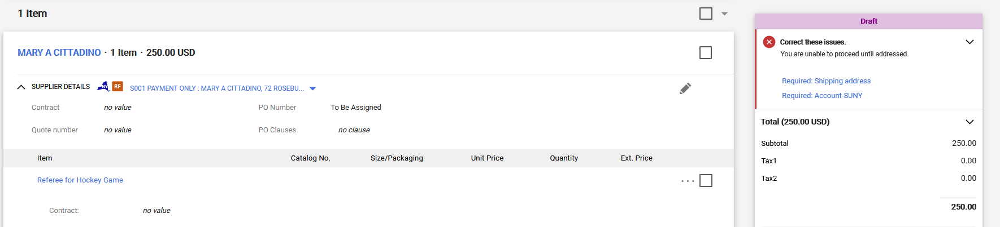 1 Item
MARY A CITTADINO · 1 Item · 250.00 USD
SUPPLIER DETAILS NY RF S001 PAYMENT ONLY : MARY A CITTADINO, 72 ROSEBU...
Contract no value PO Number To Be Assigned
Quote number no value PO Clauses no clause
Item Catalog No. Size/Packaging Unit Price Quantity Ext. Price
Referee for Hockey Game ...
Contract: no value
Draft
Correct these issues.
You are unable to proceed until addressed.
Required: Shipping address
Required: Account-SUNY
Total (250.00 USD)
Subtotal 250.00
Tax1 0.00
Tax2 0.00
250.00